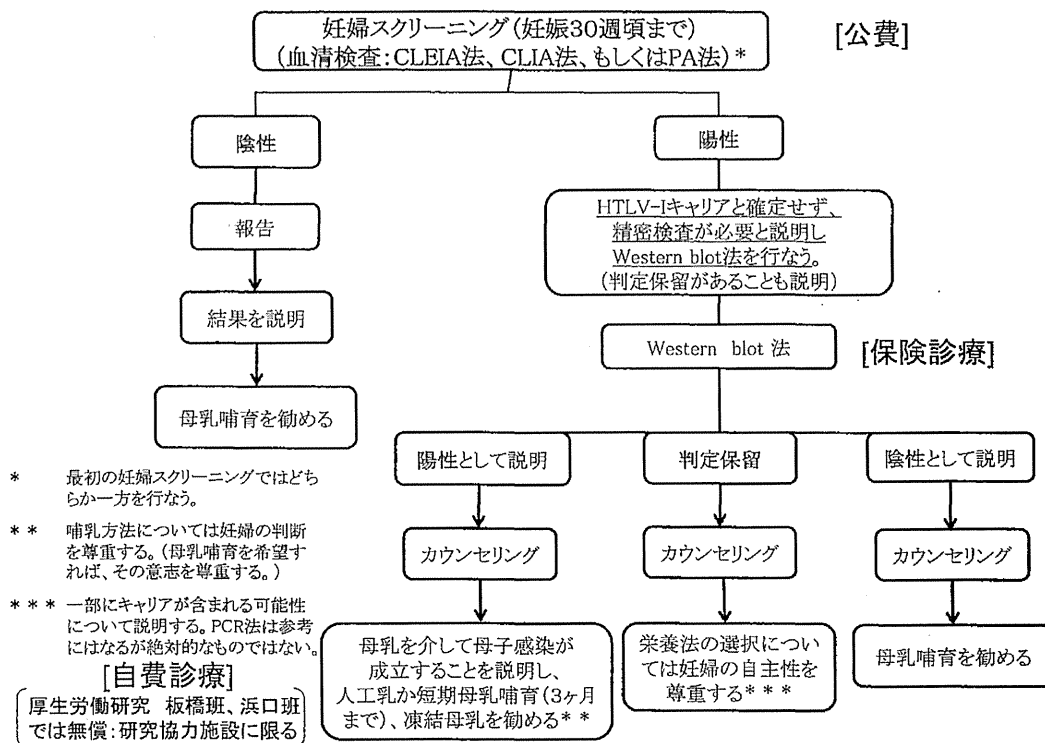 妊婦スクリーニング(妊娠30週頃まで)
(血清検査:CLEIA法、CLIA法、もしくはPA法)*
[公費]
陰性
陽性
報告
HTLV-Iキャリアと確定せず、
精密検査が必要と説明し
Western blot法を行なう。
(判定保留があることも説明)
結果を説明
Western blot 法
[保険診療]
母乳哺育を勧める
陽性として説明
判定保留
陰性として説明
カウンセリング
カウンセリング
カウンセリング
母乳を介して母子感染が
成立することを説明し、
人工乳か短期母乳哺育(3ヶ月
まで)、凍結母乳を勧める**
栄養法の選択につい
ては妊婦の自主性を
尊重する***
母乳哺育を勧める
* 最初の妊婦スクリーニングではどち
らか一方を行なう。
** 哺乳方法については妊婦の判断
を尊重する。(母乳哺育を希望す
れば、その意志を尊重する。)
*** 一部にキャリアが含まれる可能性
について説明する。PCR法は参考
にはなるが絶対的なものではない。
[自費診療]
厚生労働研究 板橋班、浜口班
では無償:研究協力施設に限る